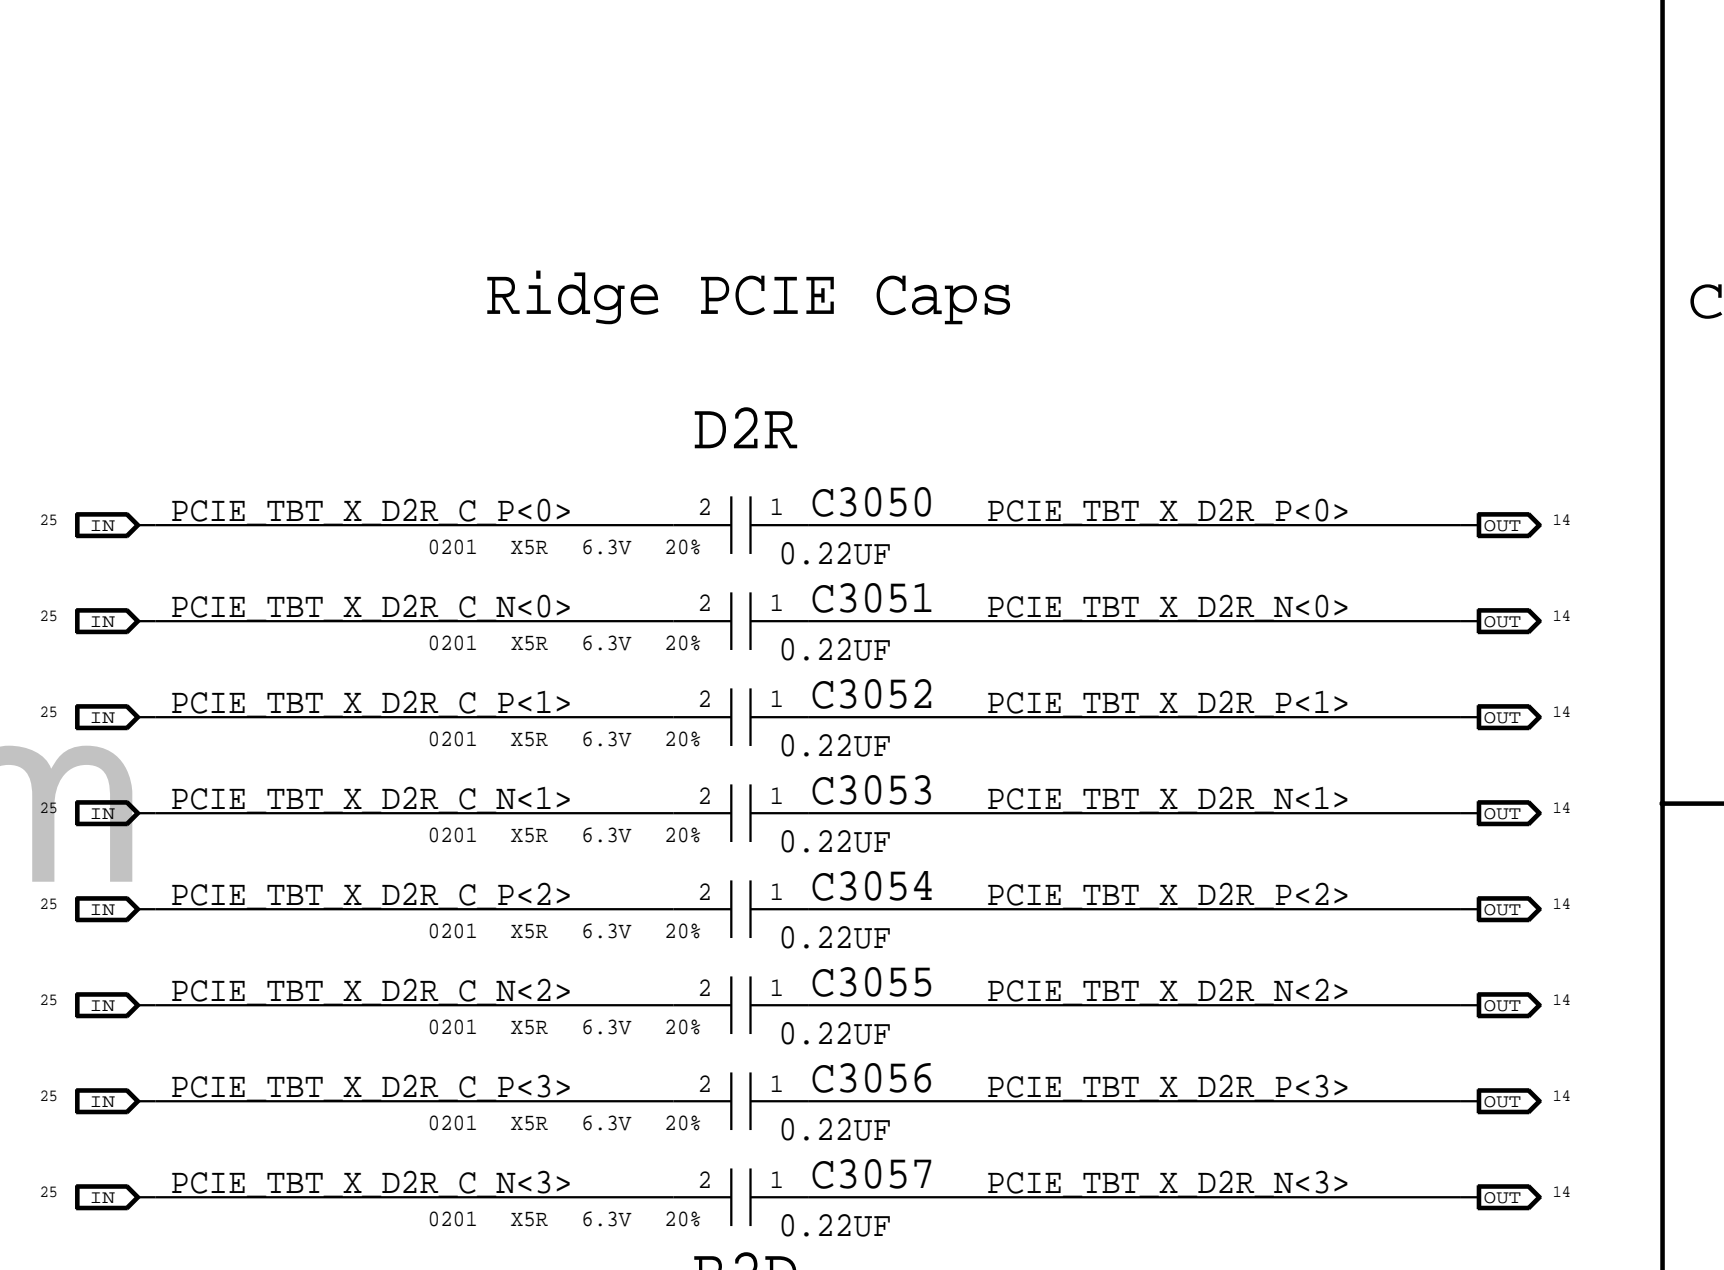 Ridge PCIE Caps
C
D2R
25 IN PCIE_TBT_X_D2R_C_P<0> 2 1 C3050 PCIE_TBT_X_D2R_P<0> OUT 14
0201 X5R 6.3V 20% 0.22UF
25 IN PCIE_TBT_X_D2R_C_N<0> 2 1 C3051 PCIE_TBT_X_D2R_N<0> OUT 14
0201 X5R 6.3V 20% 0.22UF
25 IN PCIE_TBT_X_D2R_C_P<1> 2 1 C3052 PCIE_TBT_X_D2R_P<1> OUT 14
0201 X5R 6.3V 20% 0.22UF
25 IN PCIE_TBT_X_D2R_C_N<1> 2 1 C3053 PCIE_TBT_X_D2R_N<1> OUT 14
0201 X5R 6.3V 20% 0.22UF
m
25 IN PCIE_TBT_X_D2R_C_P<2> 2 1 C3054 PCIE_TBT_X_D2R_P<2> OUT 14
0201 X5R 6.3V 20% 0.22UF
25 IN PCIE_TBT_X_D2R_C_N<2> 2 1 C3055 PCIE_TBT_X_D2R_N<2> OUT 14
0201 X5R 6.3V 20% 0.22UF
25 IN PCIE_TBT_X_D2R_C_P<3> 2 1 C3056 PCIE_TBT_X_D2R_P<3> OUT 14
0201 X5R 6.3V 20% 0.22UF
25 IN PCIE_TBT_X_D2R_C_N<3> 2 1 C3057 PCIE_TBT_X_D2R_N<3> OUT 14
0201 X5R 6.3V 20% 0.22UF